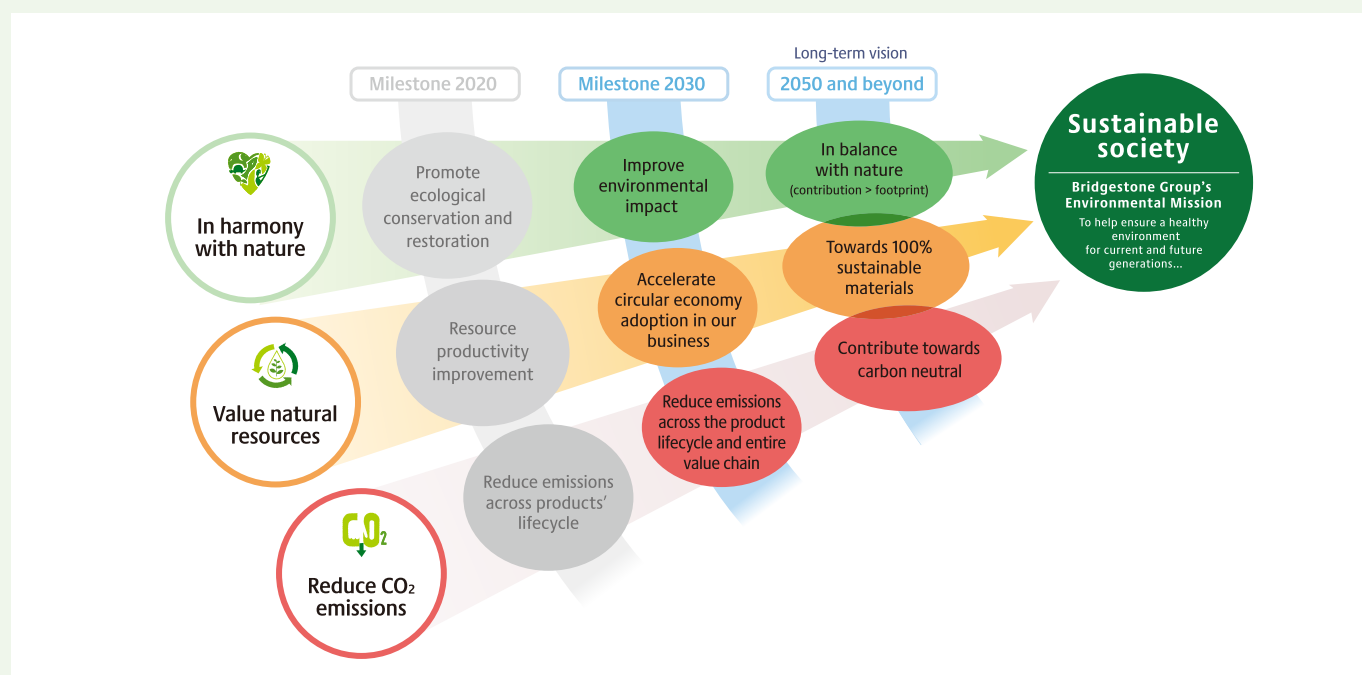 Long-term vision
Milestone 2020
Milestone 2030
2050 and beyond
In harmony
with nature
Promote
ecological
conservation and
restoration
Improve
environmental
impact
In balance
with nature
(contribution > footprint)
Value natural
resources
Resource
productivity
improvement
Accelerate
circular economy
adoption in our
business
Towards 100%
sustainable
materials
CO2
Reduce CO₂
emissions
Reduce emissions
across products'
lifecycle
Reduce emissions
across the product
lifecycle and entire
value chain
Contribute towards
carbon neutral
Sustainable
society
Bridgestone Group's
Environmental Mission
To help ensure a healthy
environment
for current and future
generations...